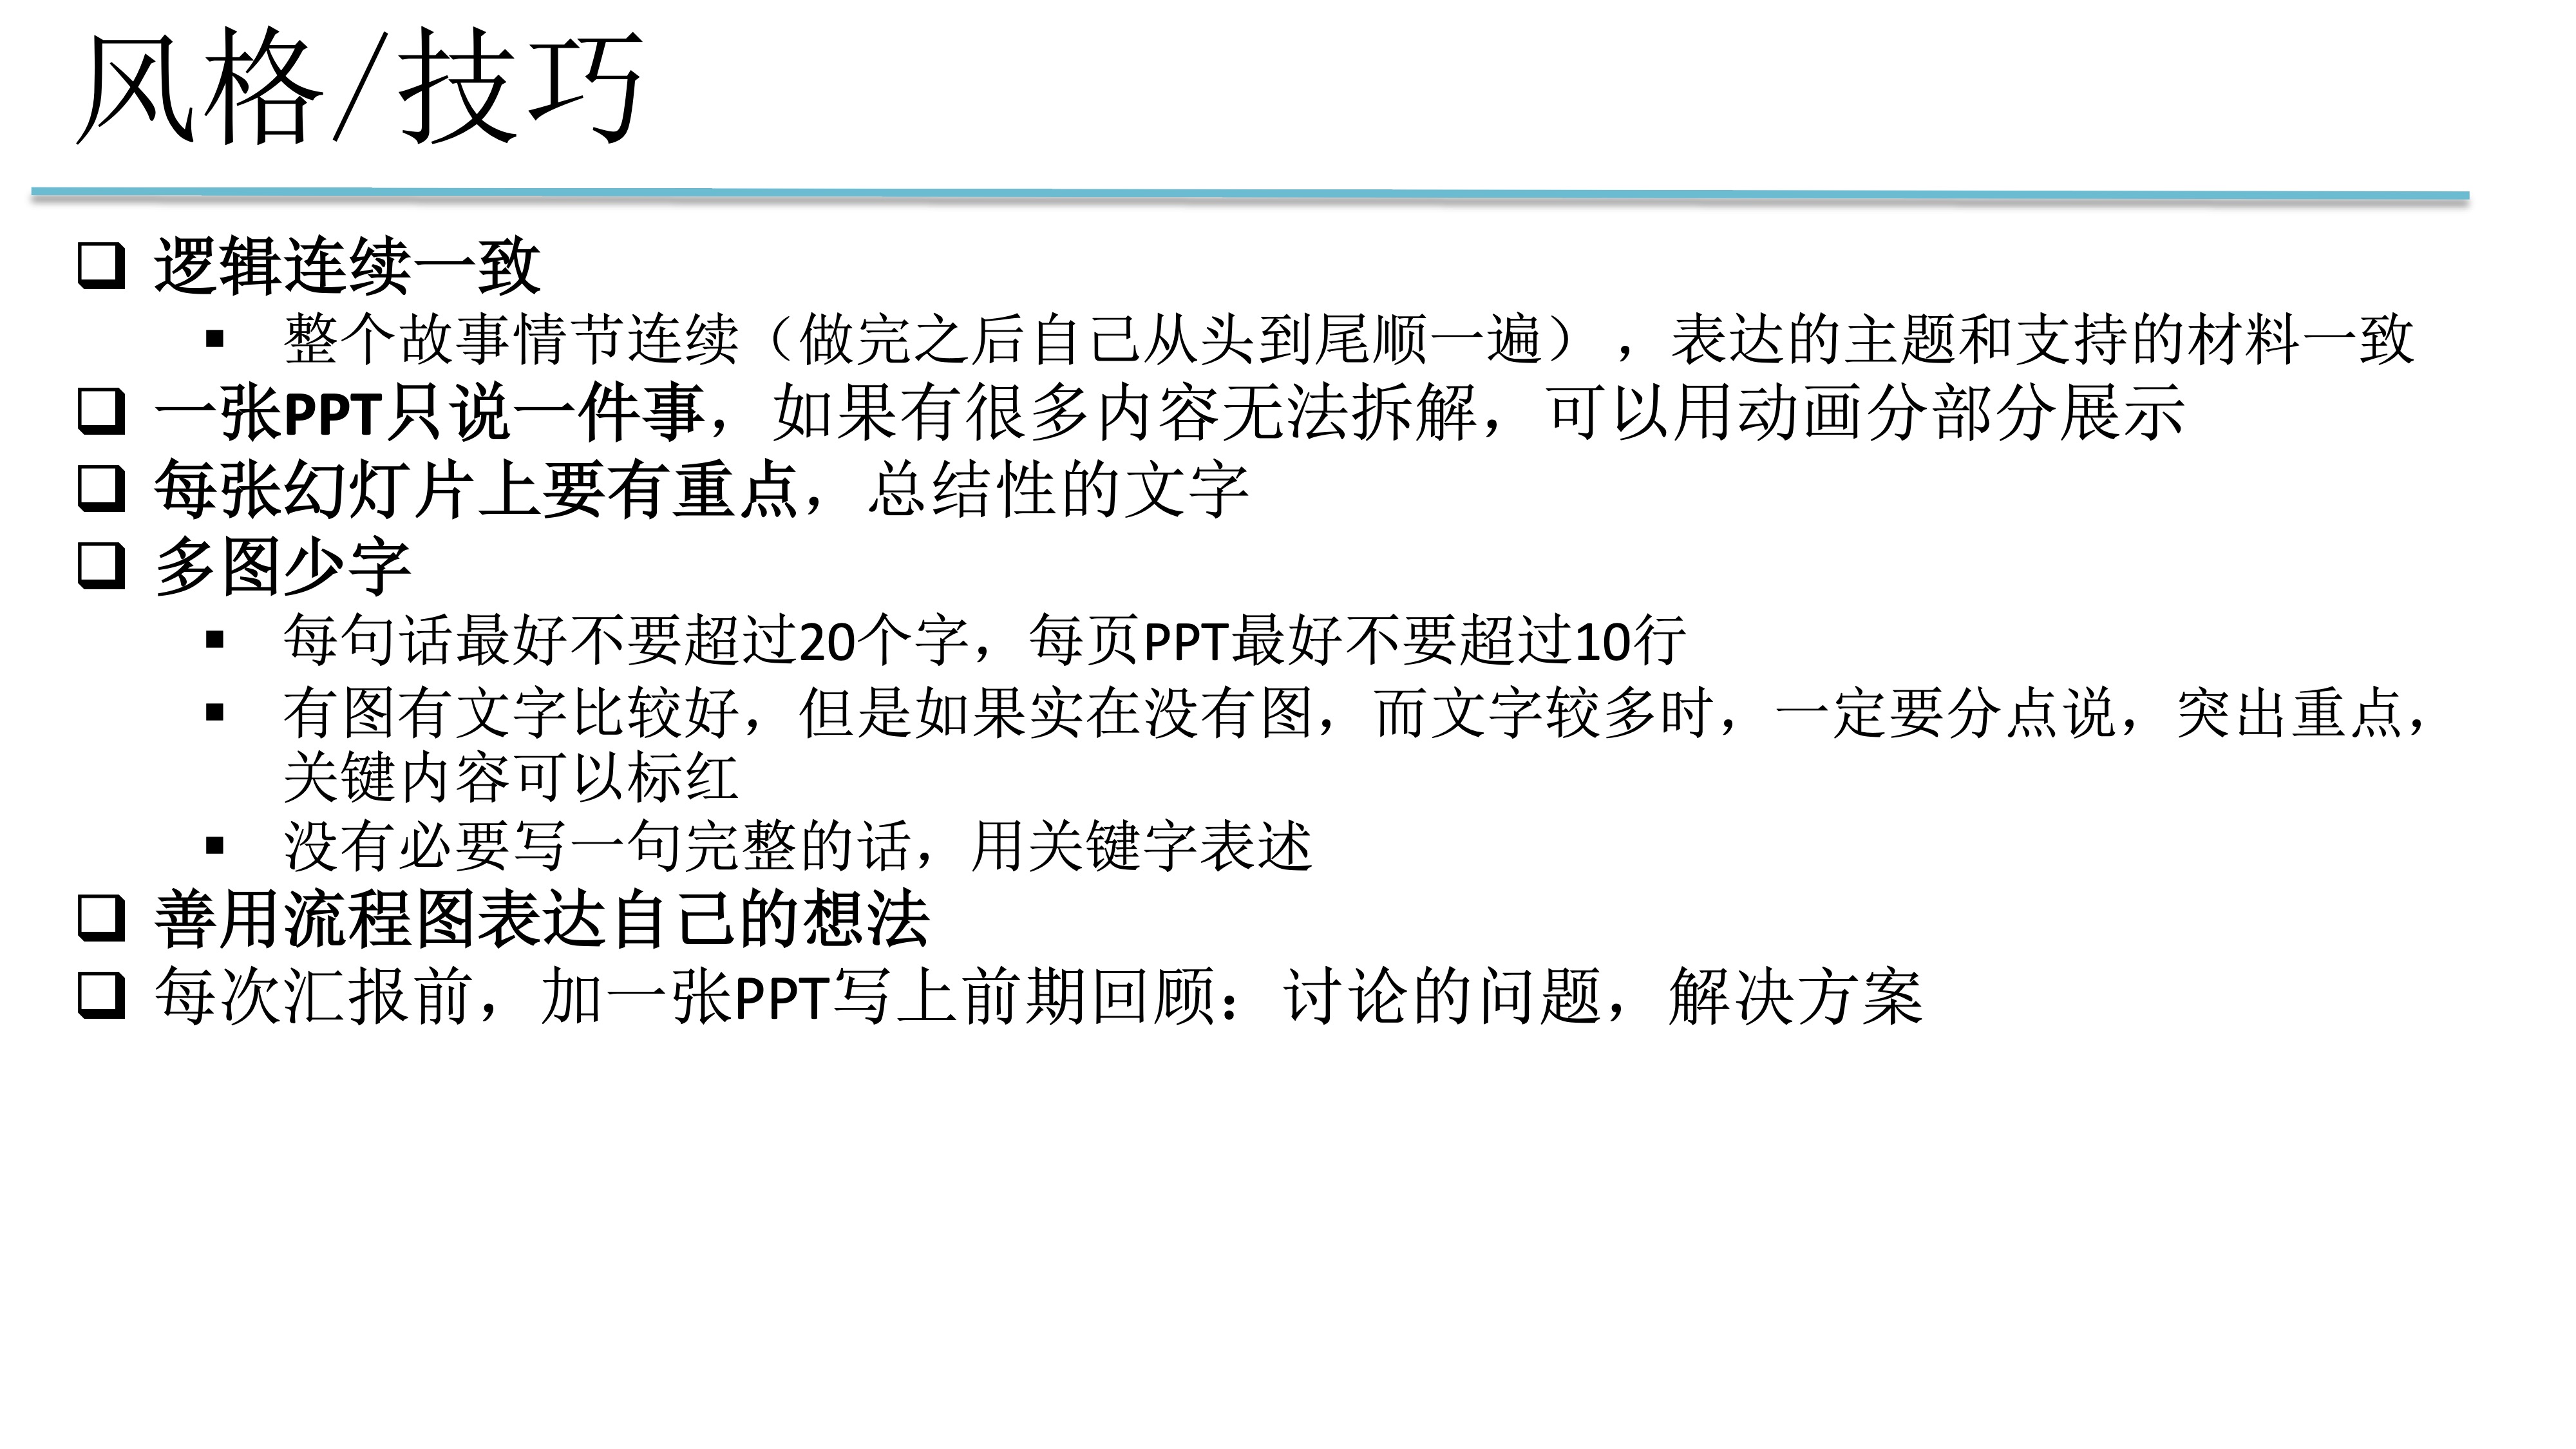 风格/技巧
逻辑连续一致
整个故事情节连续（做完之后自己从头到尾顺一遍），表达的主题和支持的材料一致
一张PPT只说一件事，如果有很多内容无法拆解，可以用动画分部分展示
每张幻灯片上要有重点，总结性的文字
多图少字
每句话最好不要超过20个字，每页PPT最好不要超过10行
有图有文字比较好，但是如果实在没有图，而文字较多时，一定要分点说，突出重点，
关键内容可以标红
没有必要写一句完整的话，用关键字表述
善用流程图表达自己的想法
每次汇报前，加一张PPT写上前期回顾：讨论的问题，解决方案